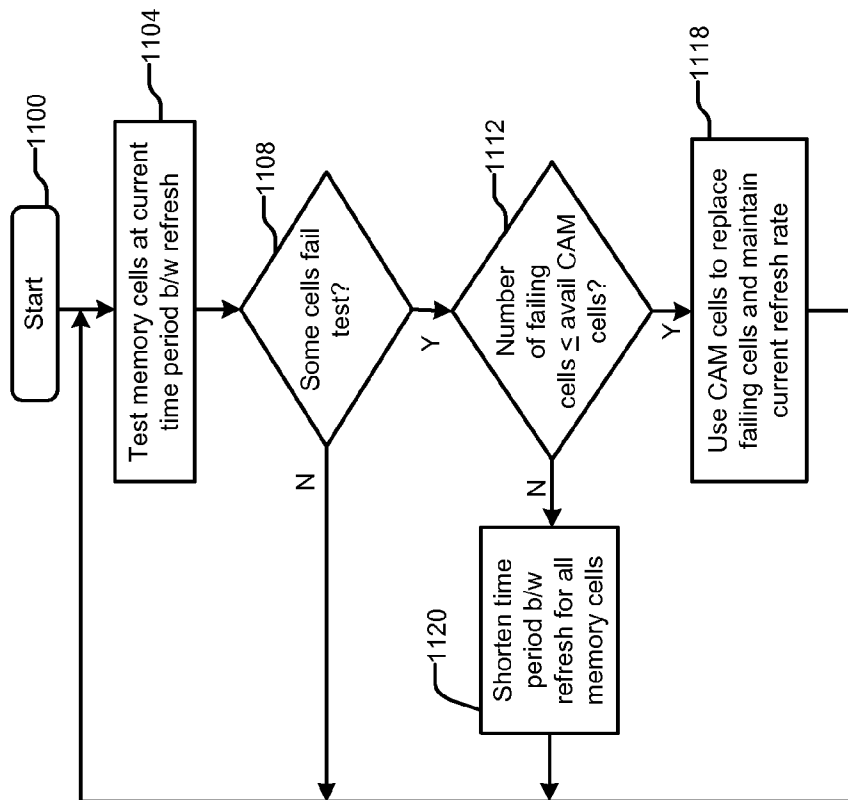 Start
1100
Test memory cells at current
time period b/w refresh
1104
Some cells fail
test?
1108
N
Y
Number
of failing
cells ≤ avail CAM
cells?
1112
N
Y
Shorten time
period b/w
refresh for all
memory cells
1120
Use CAM cells to replace
failing cells and maintain
current refresh rate
1118